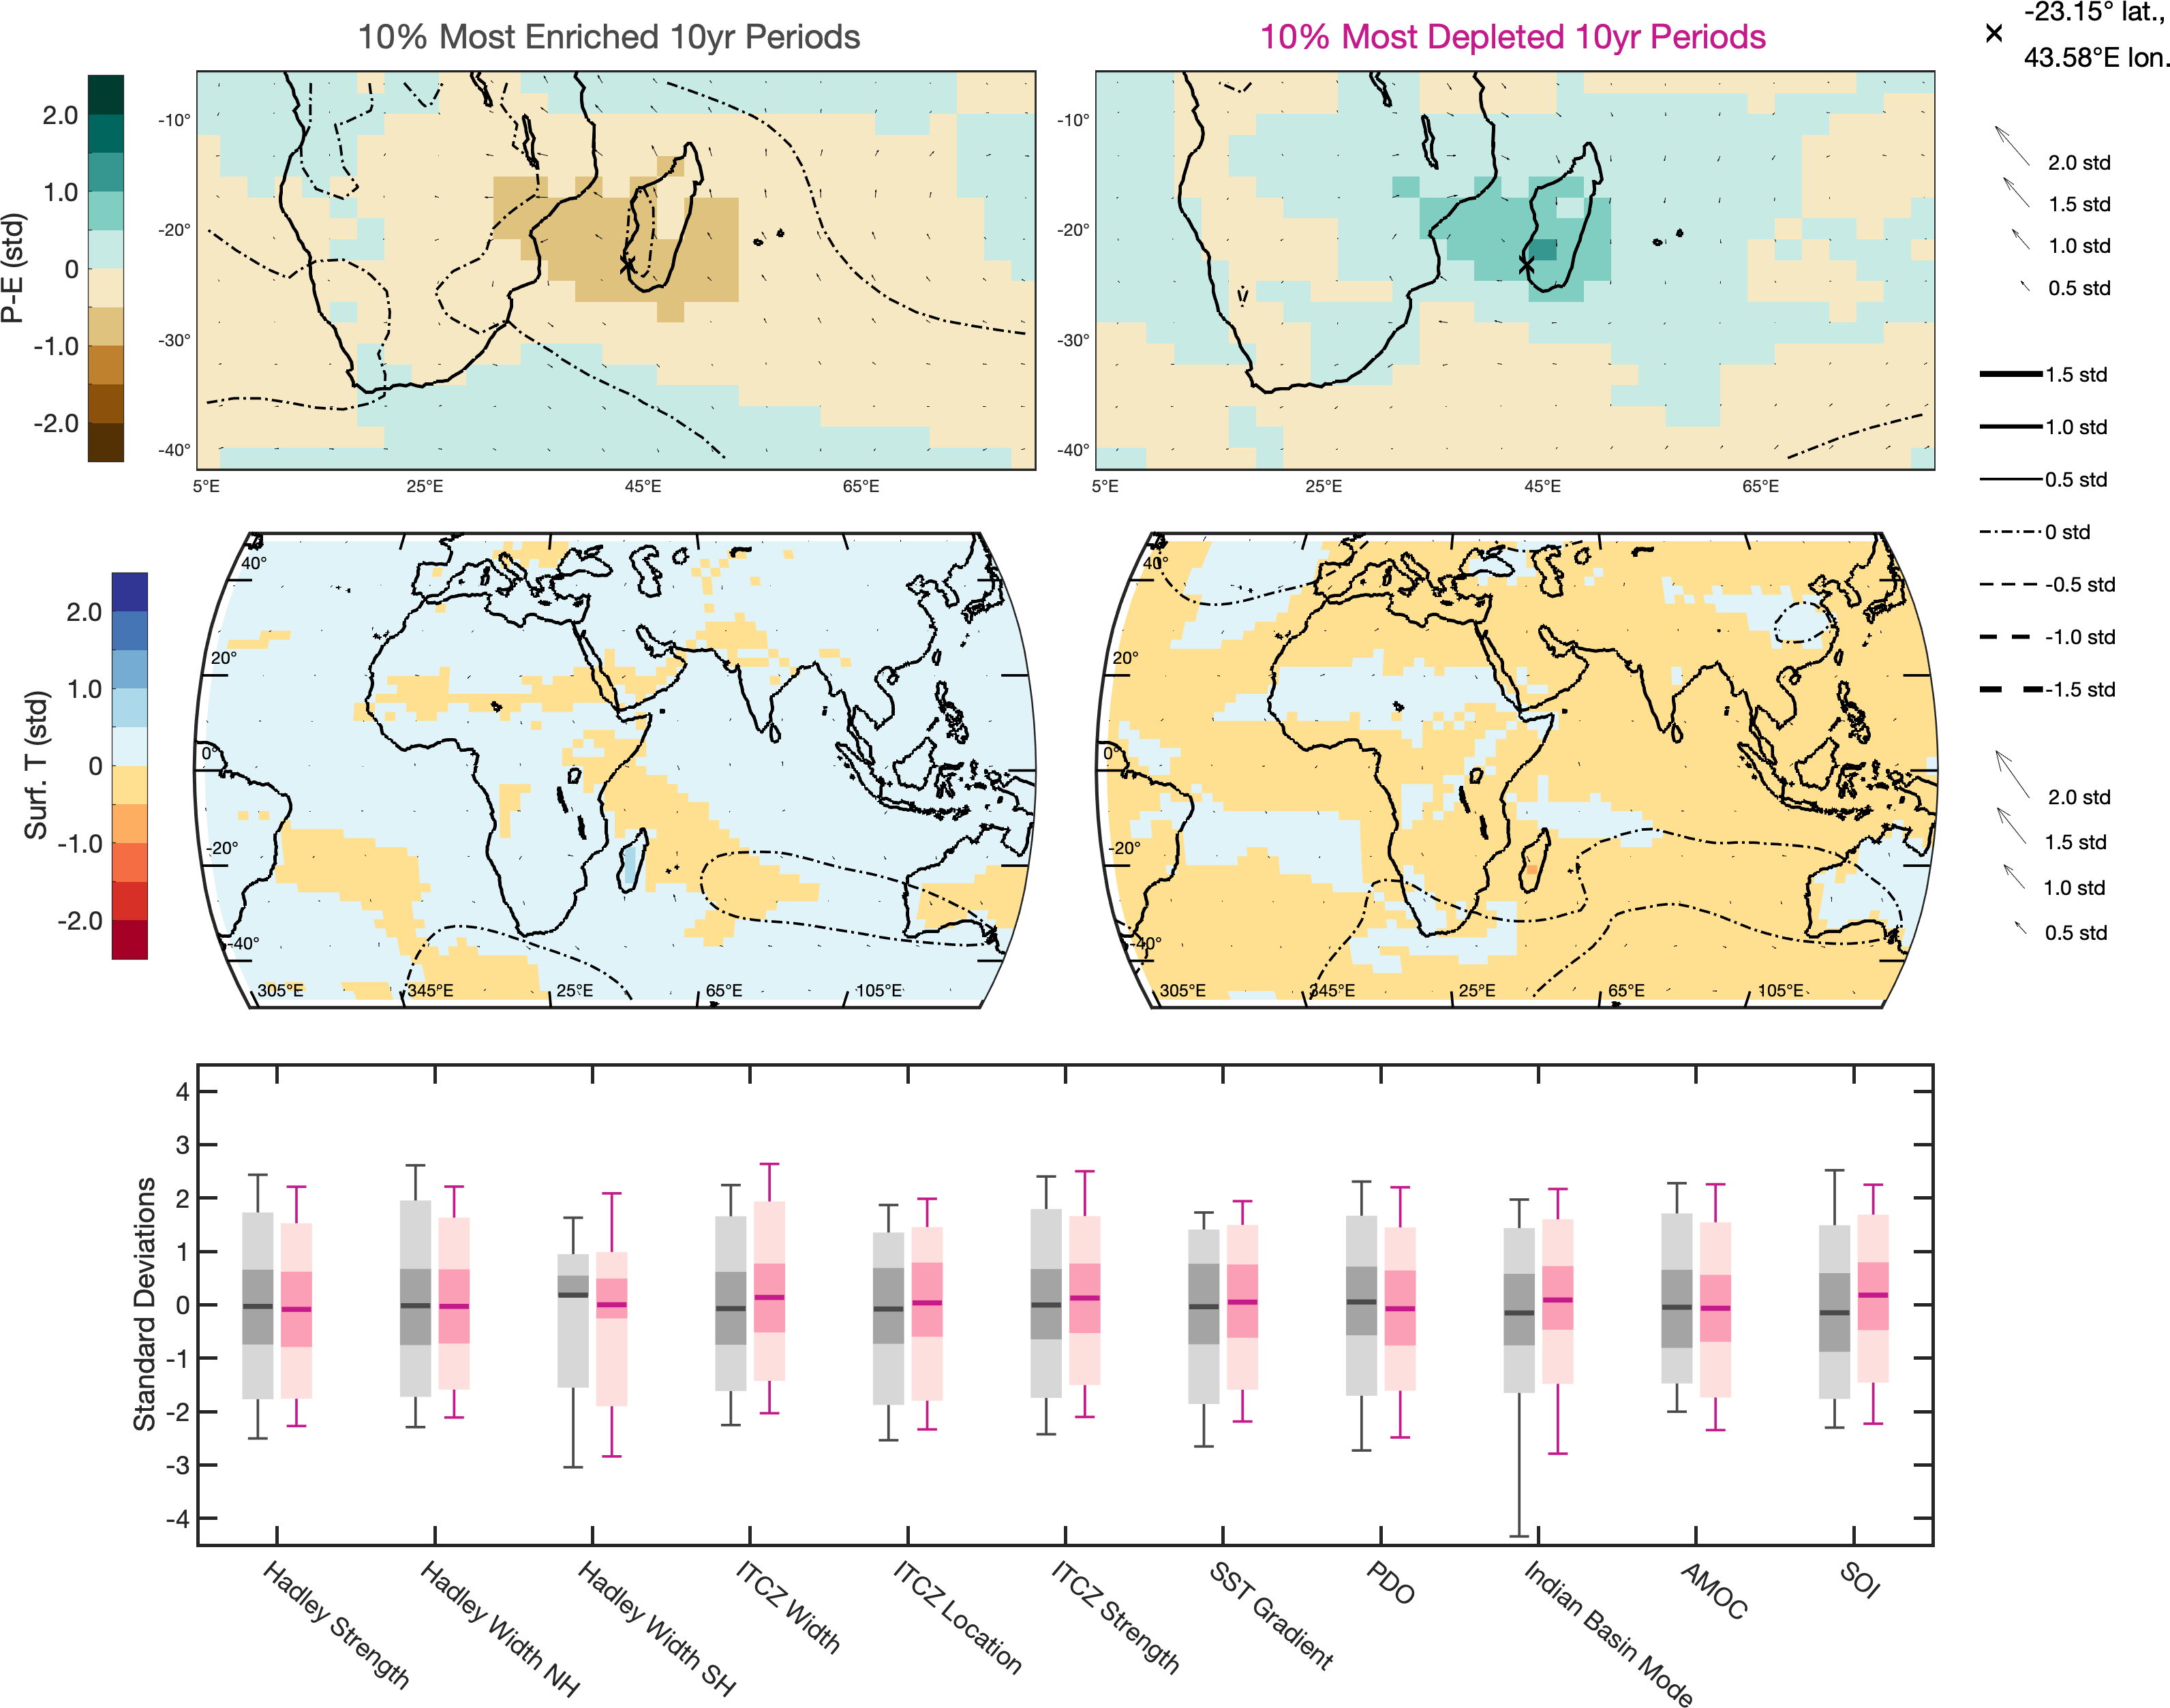 10% Most Enriched 10yr Periods
10% Most Depleted 10yr Periods
-23.15° lat.,
43.58°E lon.
P-E (std)
2.0
1.0
0
-1.0
-2.0
-10°
-20°
-30°
-40°
5°E
25°E
45°E
65°E
-10°
-20°
-30°
-40°
5°E
25°E
45°E
65°E
2.0 std
1.5 std
1.0 std
0.5 std
1.5 std
1.0 std
0.5 std
0 std
-0.5 std
-1.0 std
-1.5 std
Surf. T (std)
2.0
1.0
0
-1.0
-2.0
40°
20°
0°
-20°
-40°
305°E
345°E
25°E
65°E
105°E
40°
20°
0°
-20°
-40°
305°E
345°E
25°E
65°E
105°E
2.0 std
1.5 std
1.0 std
0.5 std
Standard Deviations
4
3
2
1
0
-1
-2
-3
-4
Hadley Strength
Hadley Width NH
Hadley Width SH
ITCZ Width
ITCZ Location
ITCZ Strength
SST Gradient
PDO
Indian Basin Mode
AMOC
SOI